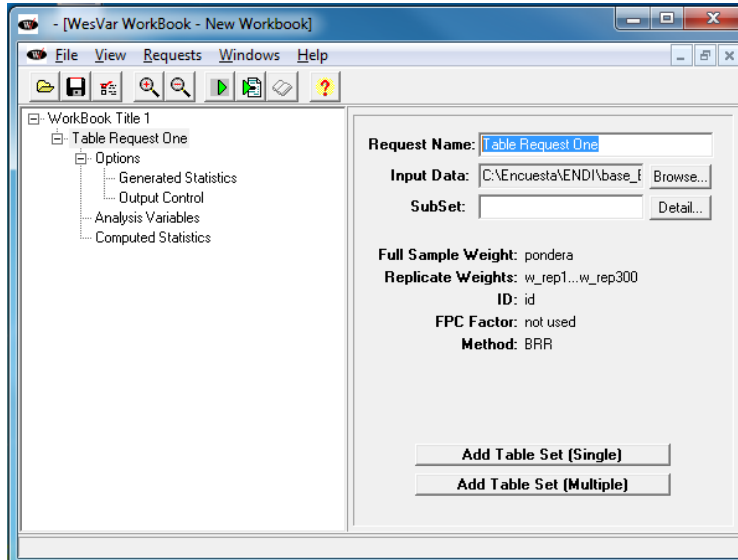 - [WesVar WorkBook - New Workbook]
File View Requests Windows Help
WorkBook Title 1
Table Request One
Options
Generated Statistics
Output Control
Analysis Variables
Computed Statistics
Request Name: Table Request One
Input Data: C:\Encuesta\ENDI\base_E Browse...
SubSet: Detail...
Full Sample Weight: pondera
Replicate Weights: w_rep1...w_rep300
ID: id
FPC Factor: not used
Method: BRR
Add Table Set (Single)
Add Table Set (Multiple)